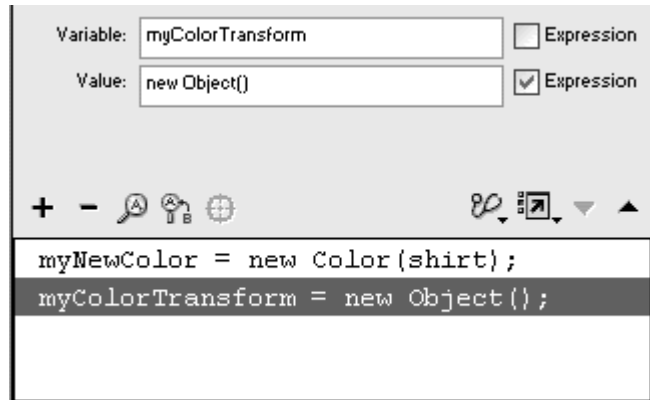 Variable: myColorTransform Expression
Value: new Object() Expression
myNewColor = new Color(shirt);
myColorTransform = new Object();